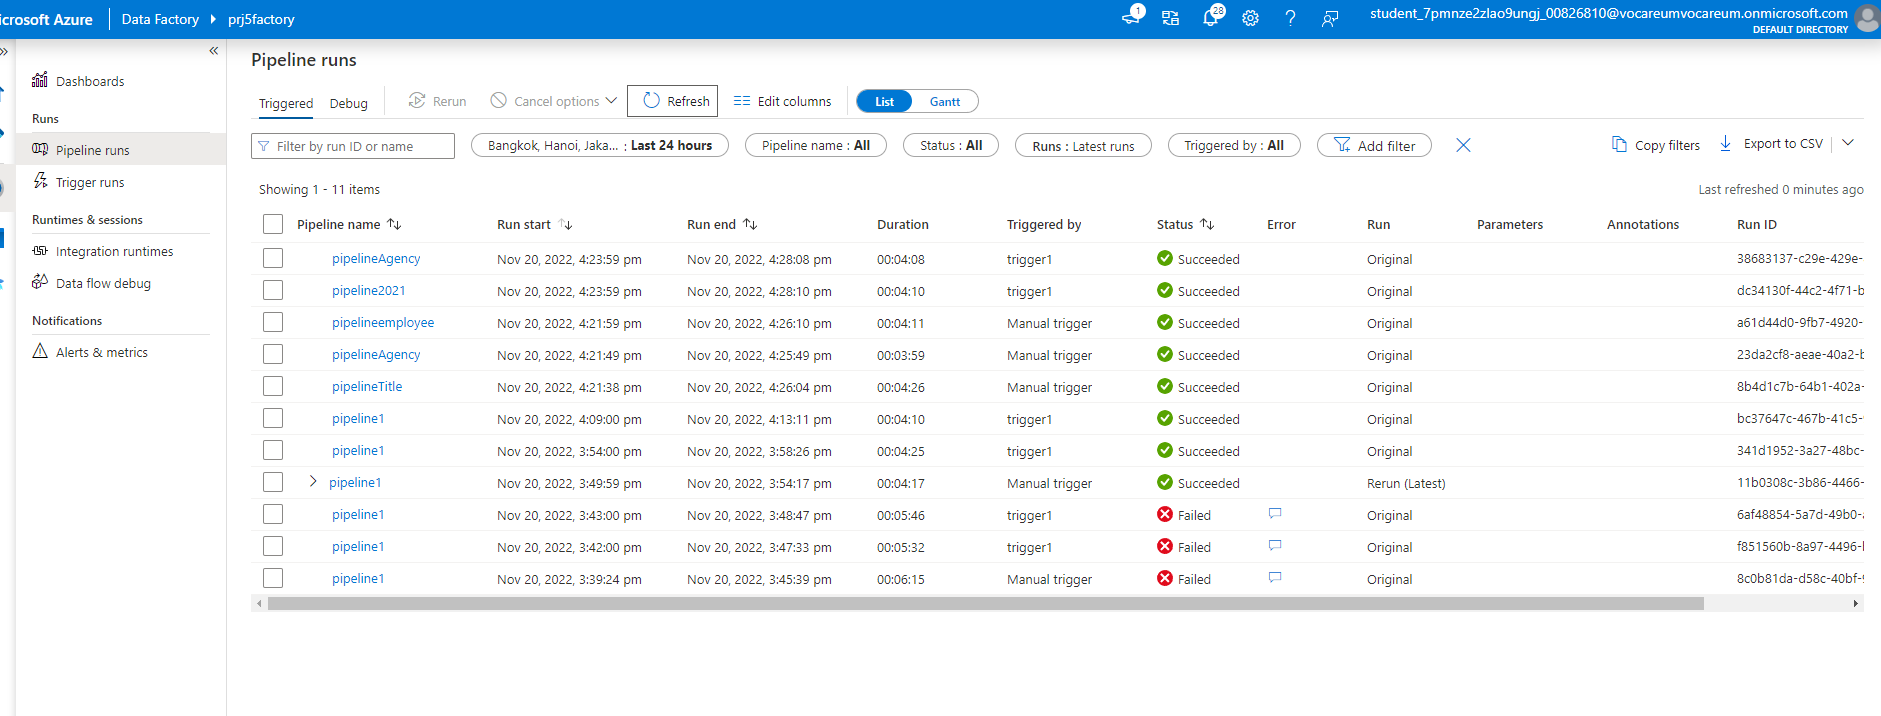 crosoft Azure Data Factory prj5factory 1 28 student_7pmnze2zlao9ungj_00826810@vocareumvocareum.onmicrosoft.com
DEFAULT DIRECTORY
Dashboards
Runs
Pipeline runs
Trigger runs
Runtimes & sessions
Integration runtimes
Data flow debug
Notifications
Alerts & metrics
Pipeline runs
Triggered Debug Rerun Cancel options Refresh Edit columns List Gantt
Filter by run ID or name Bangkok, Hanoi, Jaka... : Last 24 hours Pipeline name : All Status : All Runs : Latest runs Triggered by : All Add filter Copy filters Export to CSV
Showing 1 - 11 items Last refreshed 0 minutes ago
Pipeline name Run start Run end Duration Triggered by Status Error Run Parameters Annotations Run ID
pipelineAgency Nov 20, 2022, 4:23:59 pm Nov 20, 2022, 4:28:08 pm 00:04:08 trigger1 Succeeded Original 38683137-c29e-429e-
pipeline2021 Nov 20, 2022, 4:23:59 pm Nov 20, 2022, 4:28:10 pm 00:04:10 trigger1 Succeeded Original dc34130f-44c2-4f71-b
pipelineemployee Nov 20, 2022, 4:21:59 pm Nov 20, 2022, 4:26:10 pm 00:04:11 Manual trigger Succeeded Original a61d44d0-9fb7-4920-
pipelineAgency Nov 20, 2022, 4:21:49 pm Nov 20, 2022, 4:25:49 pm 00:03:59 Manual trigger Succeeded Original 23da2cf8-aeae-40a2-b
pipelineTitle Nov 20, 2022, 4:21:38 pm Nov 20, 2022, 4:26:04 pm 00:04:26 Manual trigger Succeeded Original 8b4d1c7b-64b1-402a-
pipeline1 Nov 20, 2022, 4:09:00 pm Nov 20, 2022, 4:13:11 pm 00:04:10 trigger1 Succeeded Original bc37647c-467b-41c5-
pipeline1 Nov 20, 2022, 3:54:00 pm Nov 20, 2022, 3:58:26 pm 00:04:25 trigger1 Succeeded Original 341d1952-3a27-48bc-
pipeline1 Nov 20, 2022, 3:49:59 pm Nov 20, 2022, 3:54:17 pm 00:04:17 Manual trigger Succeeded Rerun (Latest) 11b0308c-3b86-4466-
pipeline1 Nov 20, 2022, 3:43:00 pm Nov 20, 2022, 3:48:47 pm 00:05:46 trigger1 Failed Original 6af48854-5a7d-49b0-
pipeline1 Nov 20, 2022, 3:42:00 pm Nov 20, 2022, 3:47:33 pm 00:05:32 trigger1 Failed Original f851560b-8a97-4496-
pipeline1 Nov 20, 2022, 3:39:24 pm Nov 20, 2022, 3:45:39 pm 00:06:15 Manual trigger Failed Original 8c0b81da-d58c-40bf-